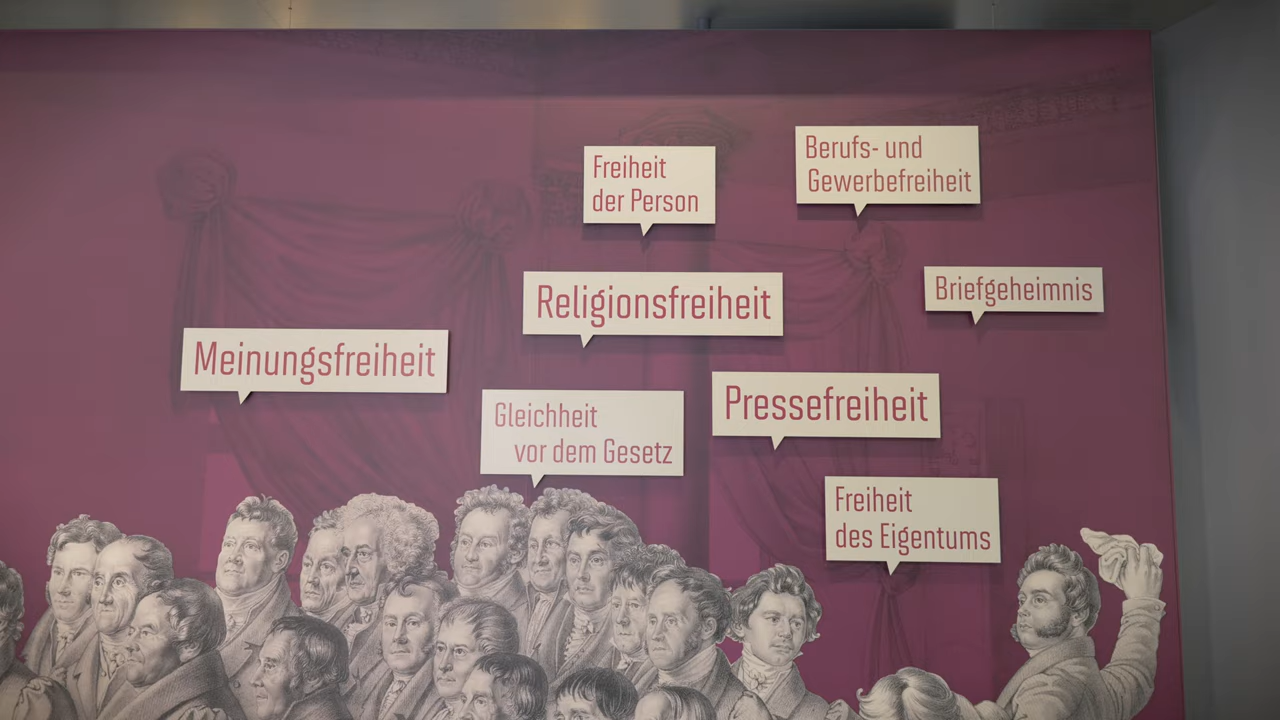 Freiheit
der Person
Berufs- und
Gewerbefreiheit
Religionsfreiheit
Briefgeheimnis
Meinungsfreiheit
Gleichheit
vor dem Gesetz
Pressefreiheit
Freiheit
des Eigentums